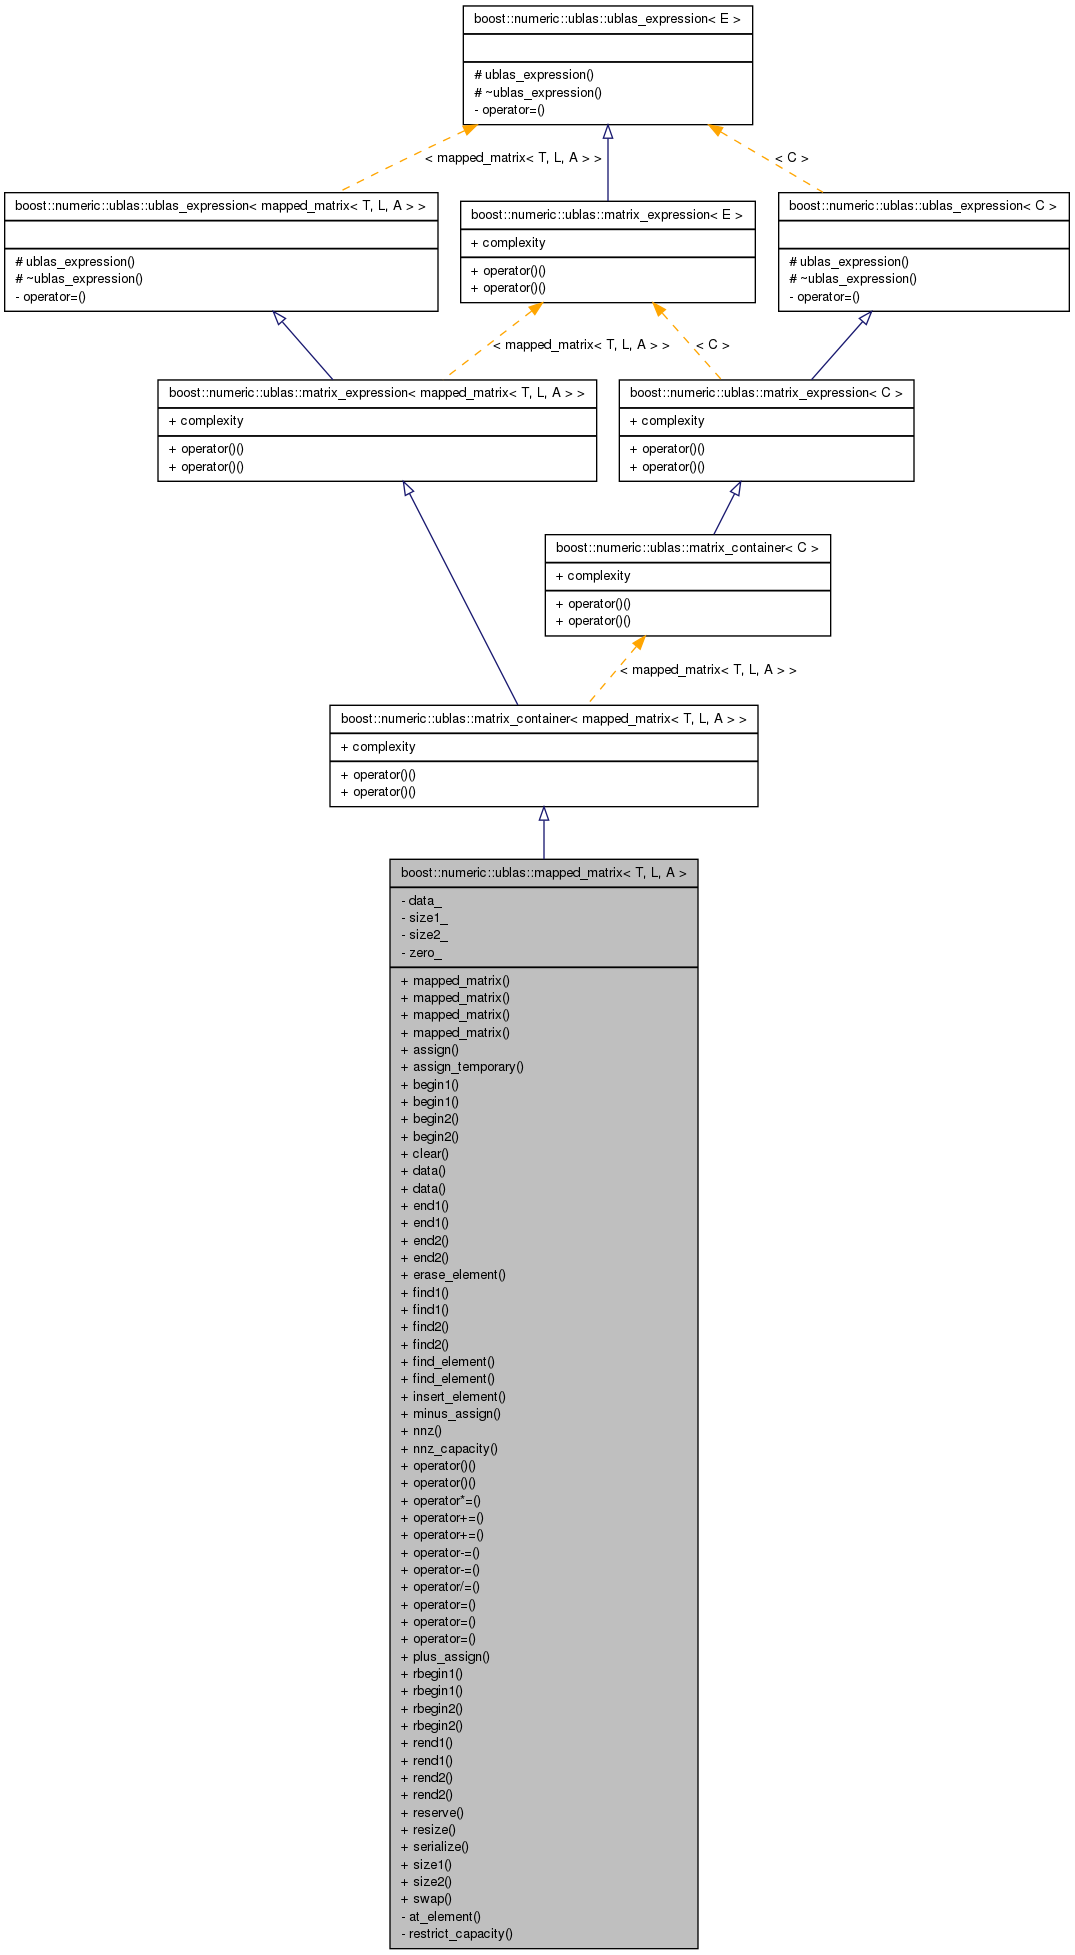 boost::numeric::ublas::ublas_expression< E >
# ublas_expression()
# ~ublas_expression()
- operator=()
< mapped_matrix< T, L, A > >
< C >
boost::numeric::ublas::ublas_expression< mapped_matrix< T, L, A > >
# ublas_expression()
# ~ublas_expression()
- operator=()
boost::numeric::ublas::matrix_expression< E >
+ complexity
+ operator()()
+ operator()()
boost::numeric::ublas::ublas_expression< C >
# ublas_expression()
# ~ublas_expression()
- operator=()
< mapped_matrix< T, L, A > >
< C >
boost::numeric::ublas::matrix_expression< mapped_matrix< T, L, A > >
+ complexity
+ operator()()
+ operator()()
boost::numeric::ublas::matrix_expression< C >
+ complexity
+ operator()()
+ operator()()
boost::numeric::ublas::matrix_container< C >
+ complexity
+ operator()()
+ operator()()
< mapped_matrix< T, L, A > >
boost::numeric::ublas::matrix_container< mapped_matrix< T, L, A > >
+ complexity
+ operator()()
+ operator()()
boost::numeric::ublas::mapped_matrix< T, L, A >
- data_
- size1_
- size2_
- zero_
+ mapped_matrix()
+ mapped_matrix()
+ mapped_matrix()
+ mapped_matrix()
+ assign()
+ assign_temporary()
+ begin1()
+ begin1()
+ begin2()
+ begin2()
+ clear()
+ data()
+ data()
+ end1()
+ end1()
+ end2()
+ end2()
+ erase_element()
+ find1()
+ find1()
+ find2()
+ find2()
+ find_element()
+ find_element()
+ insert_element()
+ minus_assign()
+ nnz()
+ nnz_capacity()
+ operator()()
+ operator()()
+ operator*=()
+ operator+=()
+ operator+=()
+ operator-=()
+ operator-=()
+ operator/=()
+ operator=()
+ operator=()
+ operator=()
+ plus_assign()
+ rbegin1()
+ rbegin1()
+ rbegin2()
+ rbegin2()
+ rend1()
+ rend1()
+ rend2()
+ rend2()
+ reserve()
+ resize()
+ serialize()
+ size1()
+ size2()
+ swap()
- at_element()
- restrict_capacity()